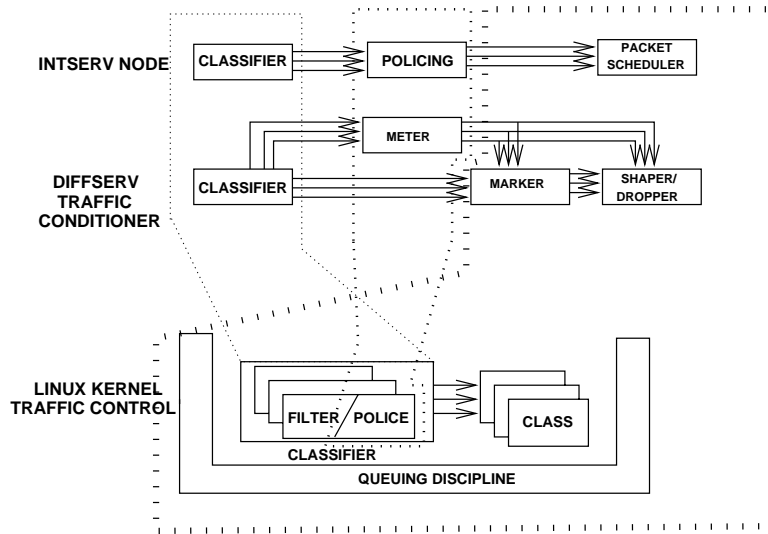 INTSERV NODE
CLASSIFIER
POLICING
PACKET
SCHEDULER
METER
DIFFSERV
TRAFFIC
CONDITIONER
CLASSIFIER
MARKER
SHAPER/
DROPPER
LINUX KERNEL
TRAFFIC CONTROL
FILTER
POLICE
CLASSIFIER
CLASS
QUEUING DISCIPLINE